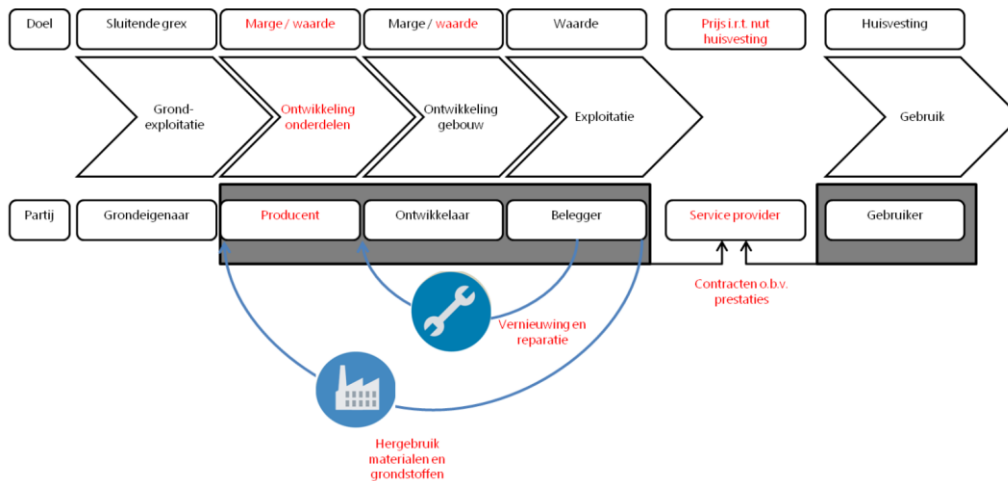 Doel
Sluitende grex
Marge / waarde
Marge / waarde
Waarde
Prijs i.r.t. nut
huisvesting
Huisvesting
Grond-
exploitatie
Ontwikkeling
onderdelen
Ontwikkeling
gebouw
Exploitatie
Gebruik
Partij
Grondeigenaar
Producent
Ontwikkelaar
Belegger
Service provider
Gebruiker
Contracten o.b.v.
prestaties
Vernieuwing en
reparatie
Hergebruik
materialen en
grondstoffen